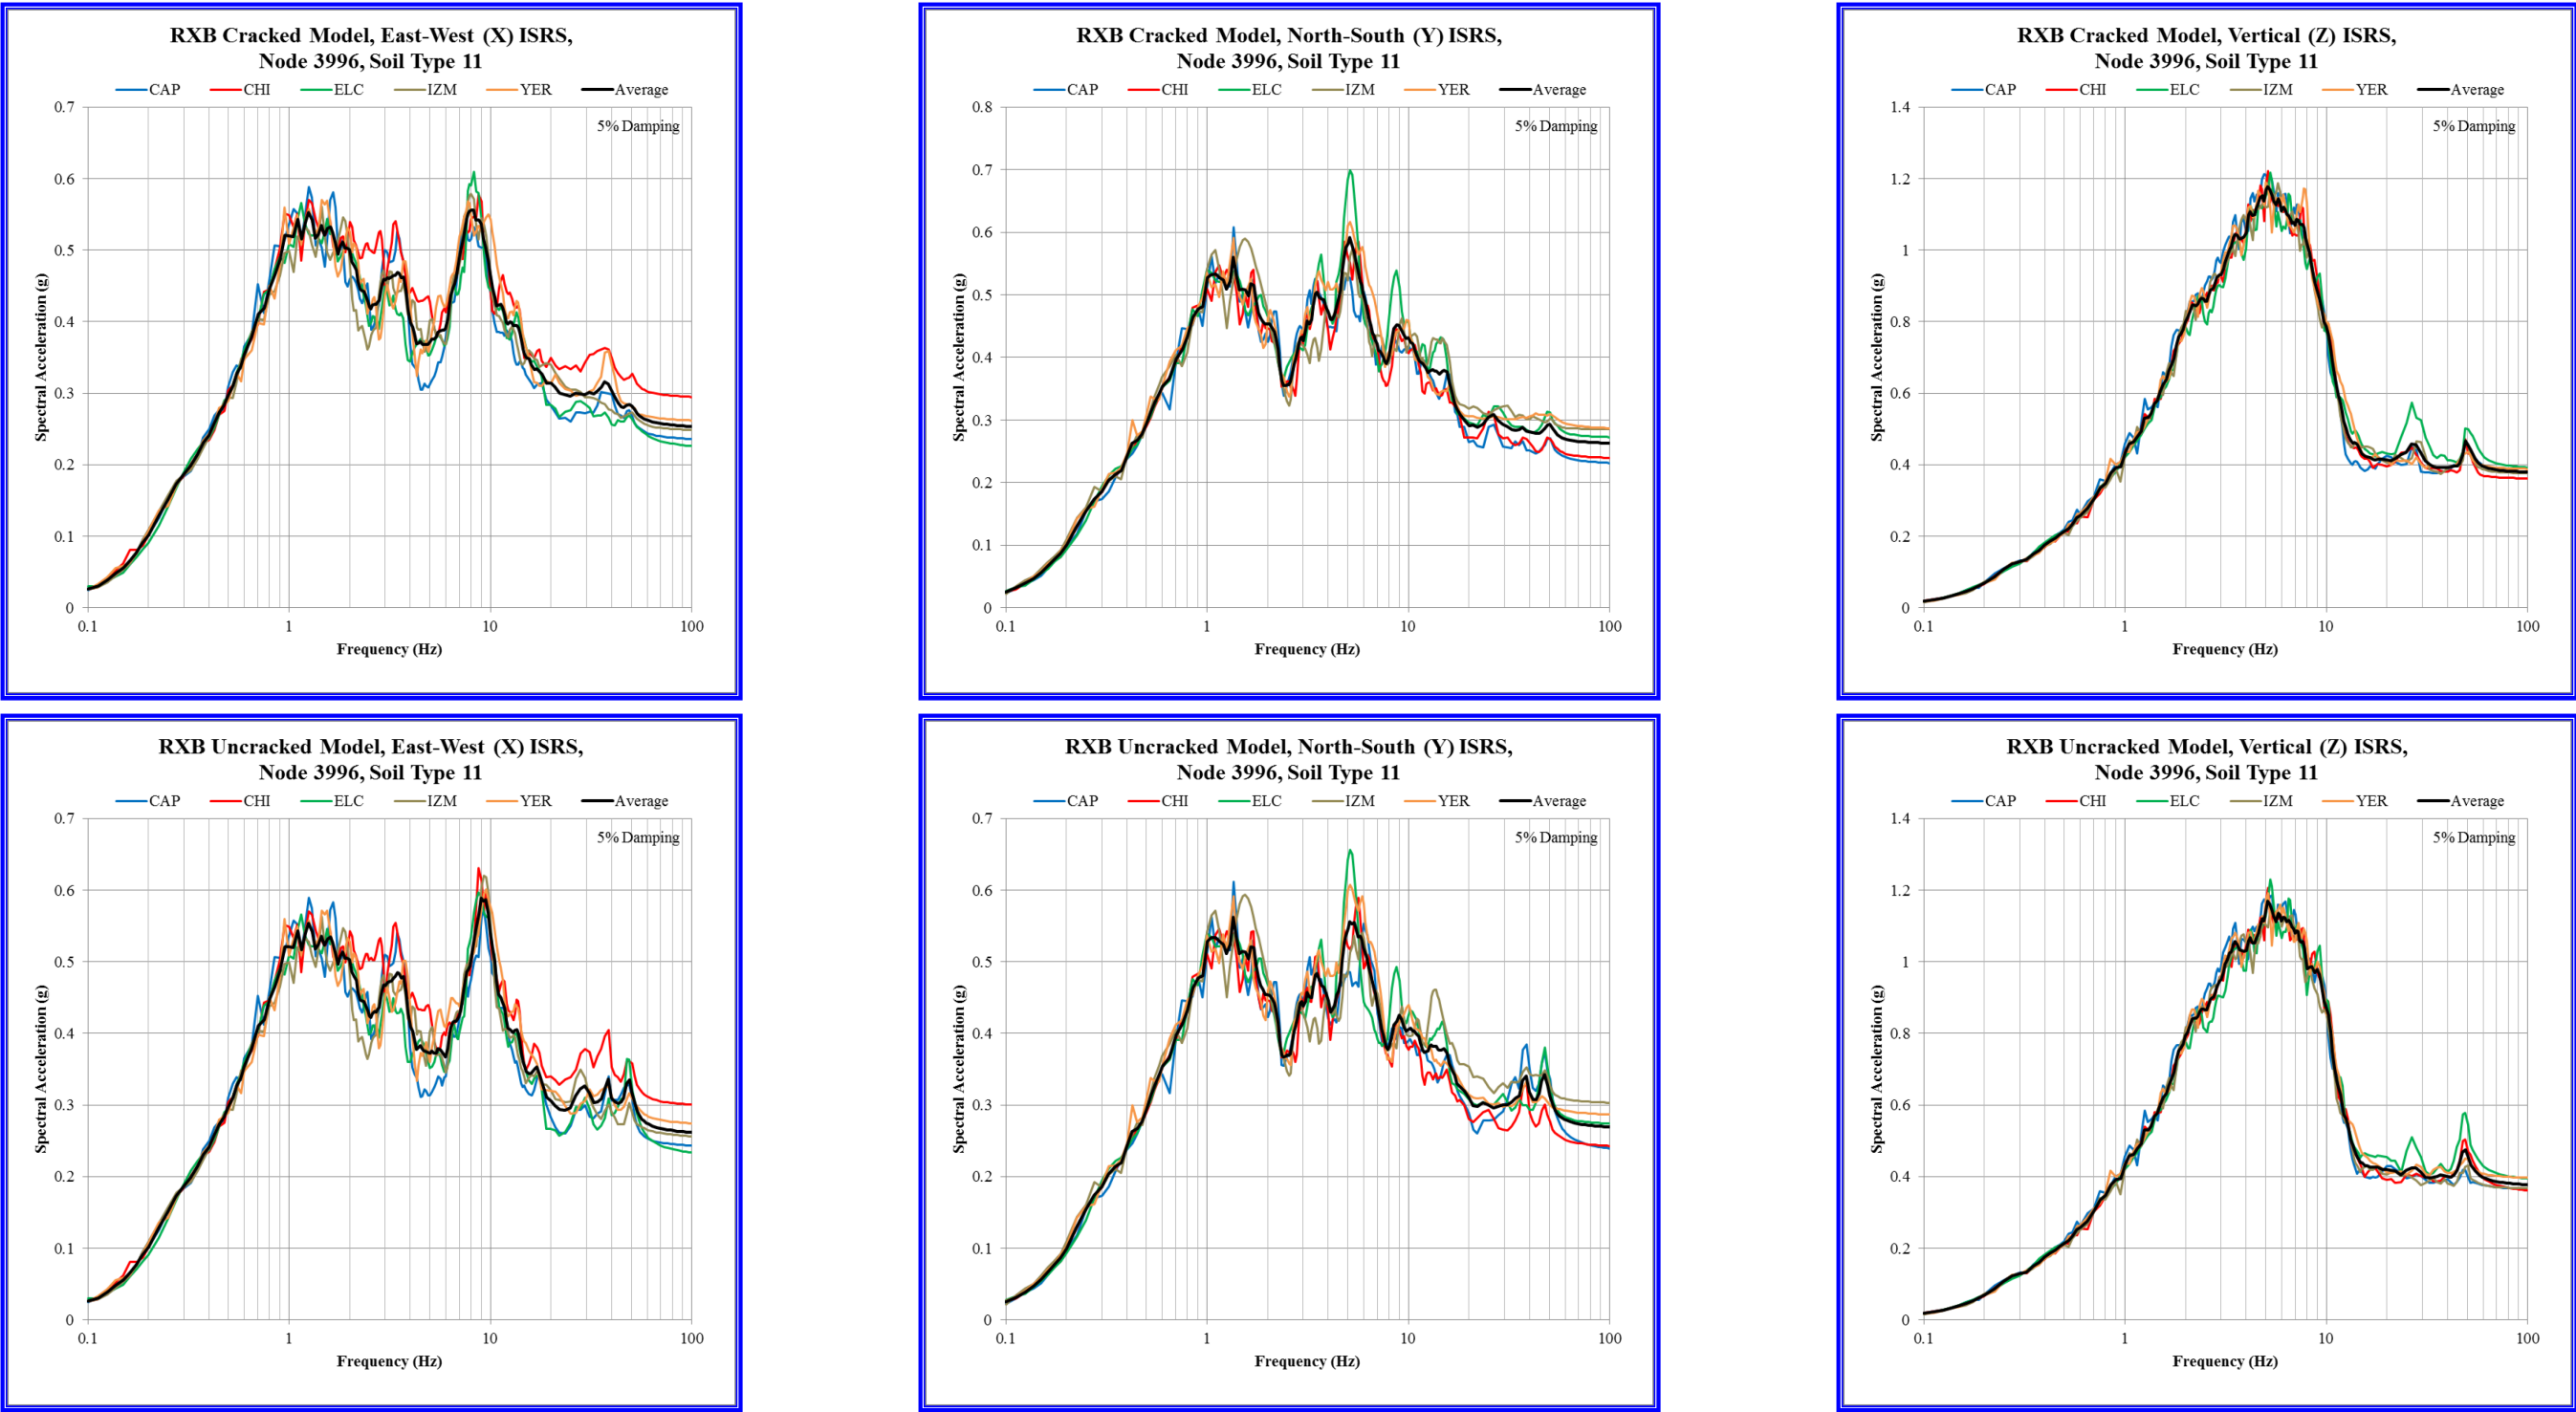 RXB Cracked Model, East-West (X) ISRS,
Node 3996, Soil Type 11
CAP CHI ELC IZM YER Average
5% Damping
0.7
0.6
0.5
0.4
0.3
0.2
0.1
0
Spectral Acceleration (g)
0.1 1 10 100
Frequency (Hz)
RXB Cracked Model, North-South (Y) ISRS,
Node 3996, Soil Type 11
CAP CHI ELC IZM YER Average
5% Damping
0.8
0.7
0.6
0.5
0.4
0.3
0.2
0.1
0
Spectral Acceleration (g)
0.1 1 10 100
Frequency (Hz)
RXB Cracked Model, Vertical (Z) ISRS,
Node 3996, Soil Type 11
CAP CHI ELC IZM YER Average
5% Damping
1.4
1.2
1
0.8
0.6
0.4
0.2
0
Spectral Acceleration (g)
0.1 1 10 100
Frequency (Hz)
RXB Uncracked Model, East-West (X) ISRS,
Node 3996, Soil Type 11
CAP CHI ELC IZM YER Average
5% Damping
0.7
0.6
0.5
0.4
0.3
0.2
0.1
0
Spectral Acceleration (g)
0.1 1 10 100
Frequency (Hz)
RXB Uncracked Model, North-South (Y) ISRS,
Node 3996, Soil Type 11
CAP CHI ELC IZM YER Average
5% Damping
0.7
0.6
0.5
0.4
0.3
0.2
0.1
0
Spectral Acceleration (g)
0.1 1 10 100
Frequency (Hz)
RXB Uncracked Model, Vertical (Z) ISRS,
Node 3996, Soil Type 11
CAP CHI ELC IZM YER Average
5% Damping
1.4
1.2
1
0.8
0.6
0.4
0.2
0
Spectral Acceleration (g)
0.1 1 10 100
Frequency (Hz)